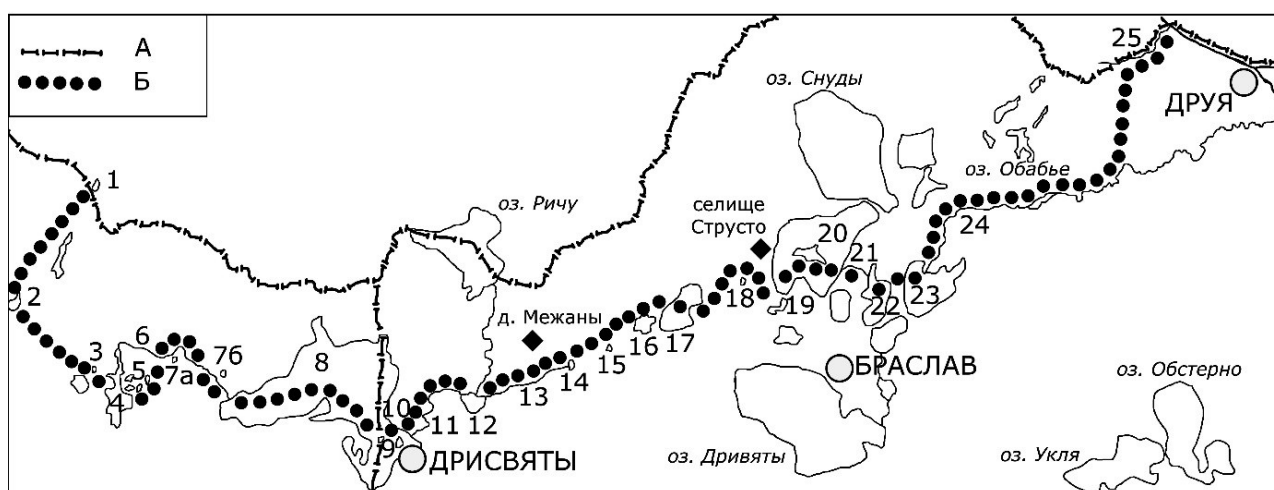 А
Б
1
2
3
4
5
6
7а
7б
8
9
10
11
12
13
14
15
16
17
18
19
20
21
22
23
24
25
оз. Ричу
д. Межаны
ДРИСВЯТЫ
селище
Струсто
оз. Снуды
оз. Обабье
ДРУЯ
БРАСЛАВ
оз. Дривяты
оз. Обстерно
оз. Укля